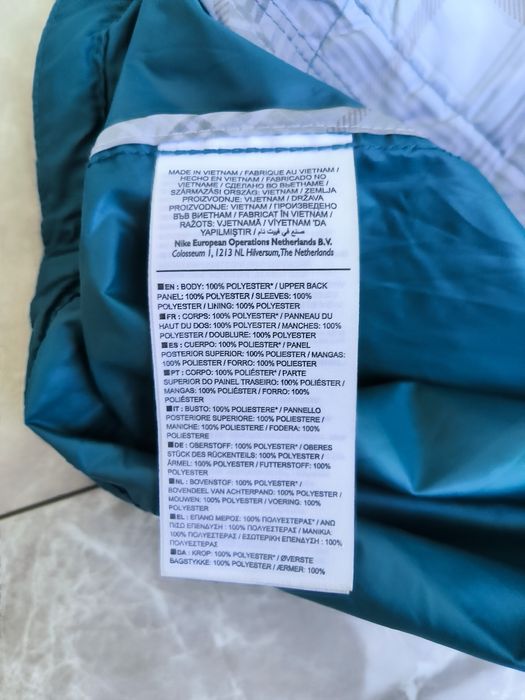 MADE IN VIETNAM / FABRIQUE AU VIETNAM /
HECHO EN VIETNAM / FABRICADO NO
VIETNAME / СДЕЛАНО ВО ВЬЕТНАМЕ /
SZÁRMAZÁSI ORSZÁG: VIETNAM / ZEMLJA
PROIZVODNJE: VIETNAM / DRŽAVA
PROIZVODNJE: VIETNAM / ПРОИЗВЕДЕНО
ВЪВ ВИЕТНАМ / FABRICAT ÎN VIETNAM /
RAŽOTS: VJETNAMĀ / VİYETNAM 'DA
YAPILMIŞTIR / صنع في فيت نام
Nike European Operations Netherlands B.V.
Colosseum 1, 1213 NL Hilversum, The Netherlands
EN: BODY: 100% POLYESTER* / UPPER BACK
PANEL: 100% POLYESTER / SLEEVES: 100%
POLYESTER / LINING: 100% POLYESTER
FR: CORPS: 100% POLYESTER* / PANNEAU DU
HAUT DU DOS: 100% POLYESTER / MANCHES: 100%
POLYESTER / DOUBLURE: 100% POLYESTER
ES: CUERPO: 100% POLIESTER* / PANEL
POSTERIOR SUPERIOR: 100% POLIESTER / MANGAS:
100% POLIESTER / FORRO: 100% POLIESTER
PT: CORPO: 100% POLIÉSTER* / PARTE
SUPERIOR DO PAINEL TRASEIRO: 100% POLIÉSTER /
MANGAS: 100% POLIÉSTER / FORRO: 100%
POLIÉSTER
IT: BUSTO: 100% POLIESTERE* / PANNELLO
POSTERIORE SUPERIORE: 100% POLIESTERE /
MANICHE: 100% POLIESTERE / FODERA: 100%
POLIESTERE
DE: OBERSTOFF: 100% POLYESTER* / OBERES
STÜCK DES RÜCKENTEILS: 100% POLYESTER /
ÄRMEL: 100% POLYESTER / FUTTERSTOFF: 100%
POLYESTER
NL: BOVENSTOF: 100% POLYESTER* /
BOVENDEEL VAN ACHTERPAND: 100% POLYESTER /
MOUWEN: 100% POLYESTER / VOERING: 100%
POLYESTER
EL: ΕΠΑΝΩ ΜΕΡΟΣ: 100% ΠΟΛΥΕΣΤΕΡΑΣ* / ΑΝΩ
ΠΙΣΩ ΕΠΕΝΔΥΣΗ: 100% ΠΟΛΥΕΣΤΕΡΑΣ / ΜΑΝΙΚΙΑ:
100% ΠΟΛΥΕΣΤΕΡΑΣ / ΕΣΩΤΕΡΙΚΗ ΕΠΕΝΔΥΣΗ : 100%
ΠΟΛΥΕΣΤΕΡΑΣ
DA: KROP: 100% POLYESTER* / ØVERSTE
BAGSTYKKE: 100% POLYESTER / ÆRMER: 100%